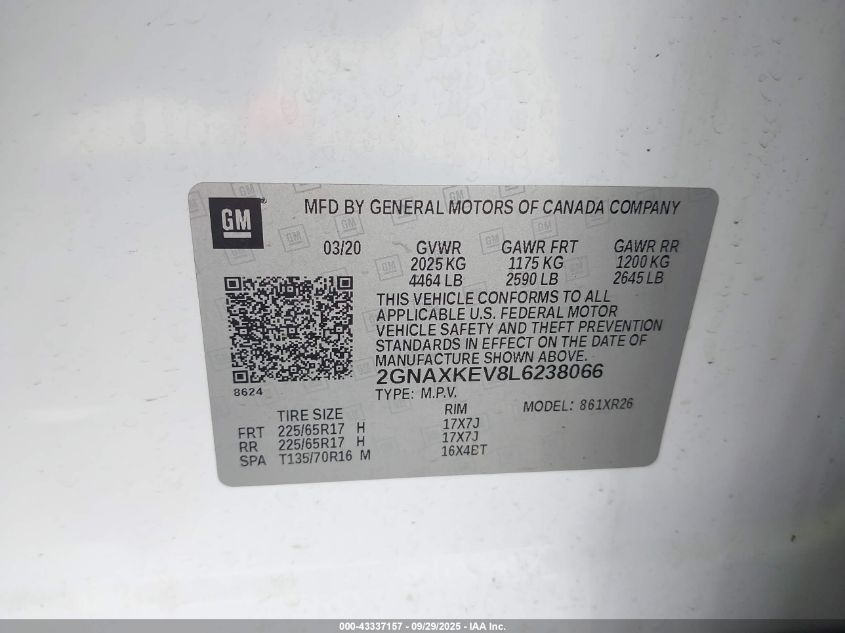 GM
MFD BY GENERAL MOTORS OF CANADA COMPANY
03/20 GVWR GAWR FRT GAWR RR
2025 KG 1175 KG 1200 KG
4464 LB 2590 LB 2645 LB
THIS VEHICLE CONFORMS TO ALL
APPLICABLE U.S. FEDERAL MOTOR
VEHICLE SAFETY AND THEFT PREVENTION
STANDARDS IN EFFECT ON THE DATE OF
MANUFACTURE SHOWN ABOVE.
8624
2GNAXKEV8L6238066
TYPE: M.P.V. MODEL: 861XR26
TIRE SIZE RIM
FRT 225/65R17 H 17X7J
RR 225/65R17 H 17X7J
SPA T135/70R16 M 16X4BT
000-43337157 - 09/29/2025 - IAA Inc.